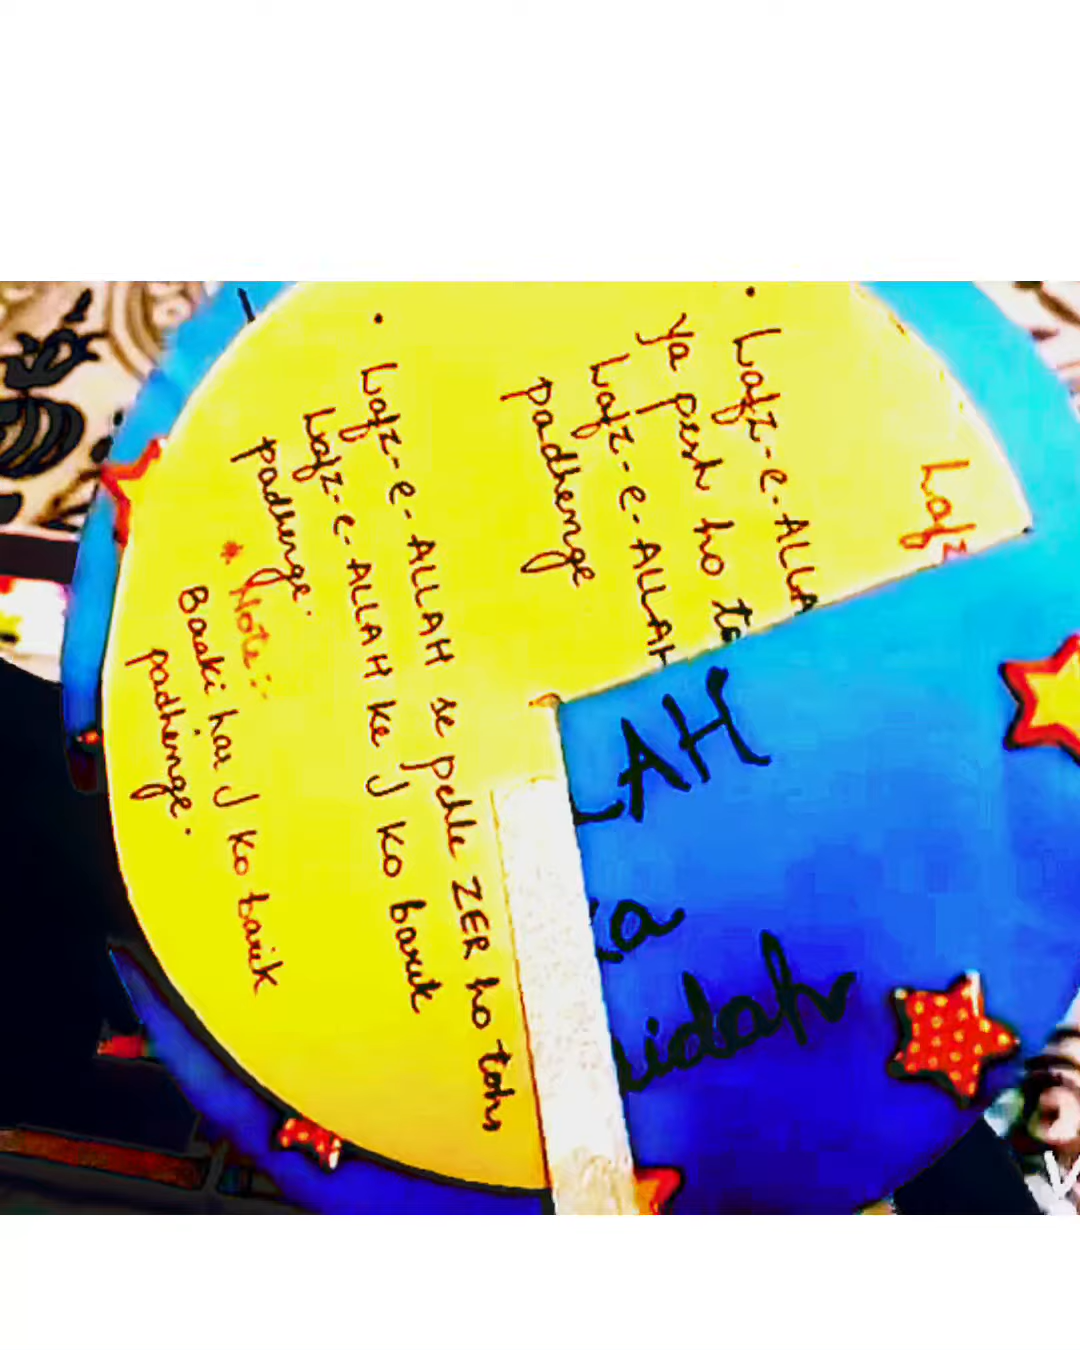 Lafz
• Lafz-e-ALLA
ya pesh ho to
Lafz-e-ALLAH
padhenge
• Lafz-e-ALLAH se pehle ZER ho toh
Lafz-e-ALLAH ke ل ko barik
padhenge.
* Note:-
Baaki har ل ko barik
padhenge.
LAH
ka
idah